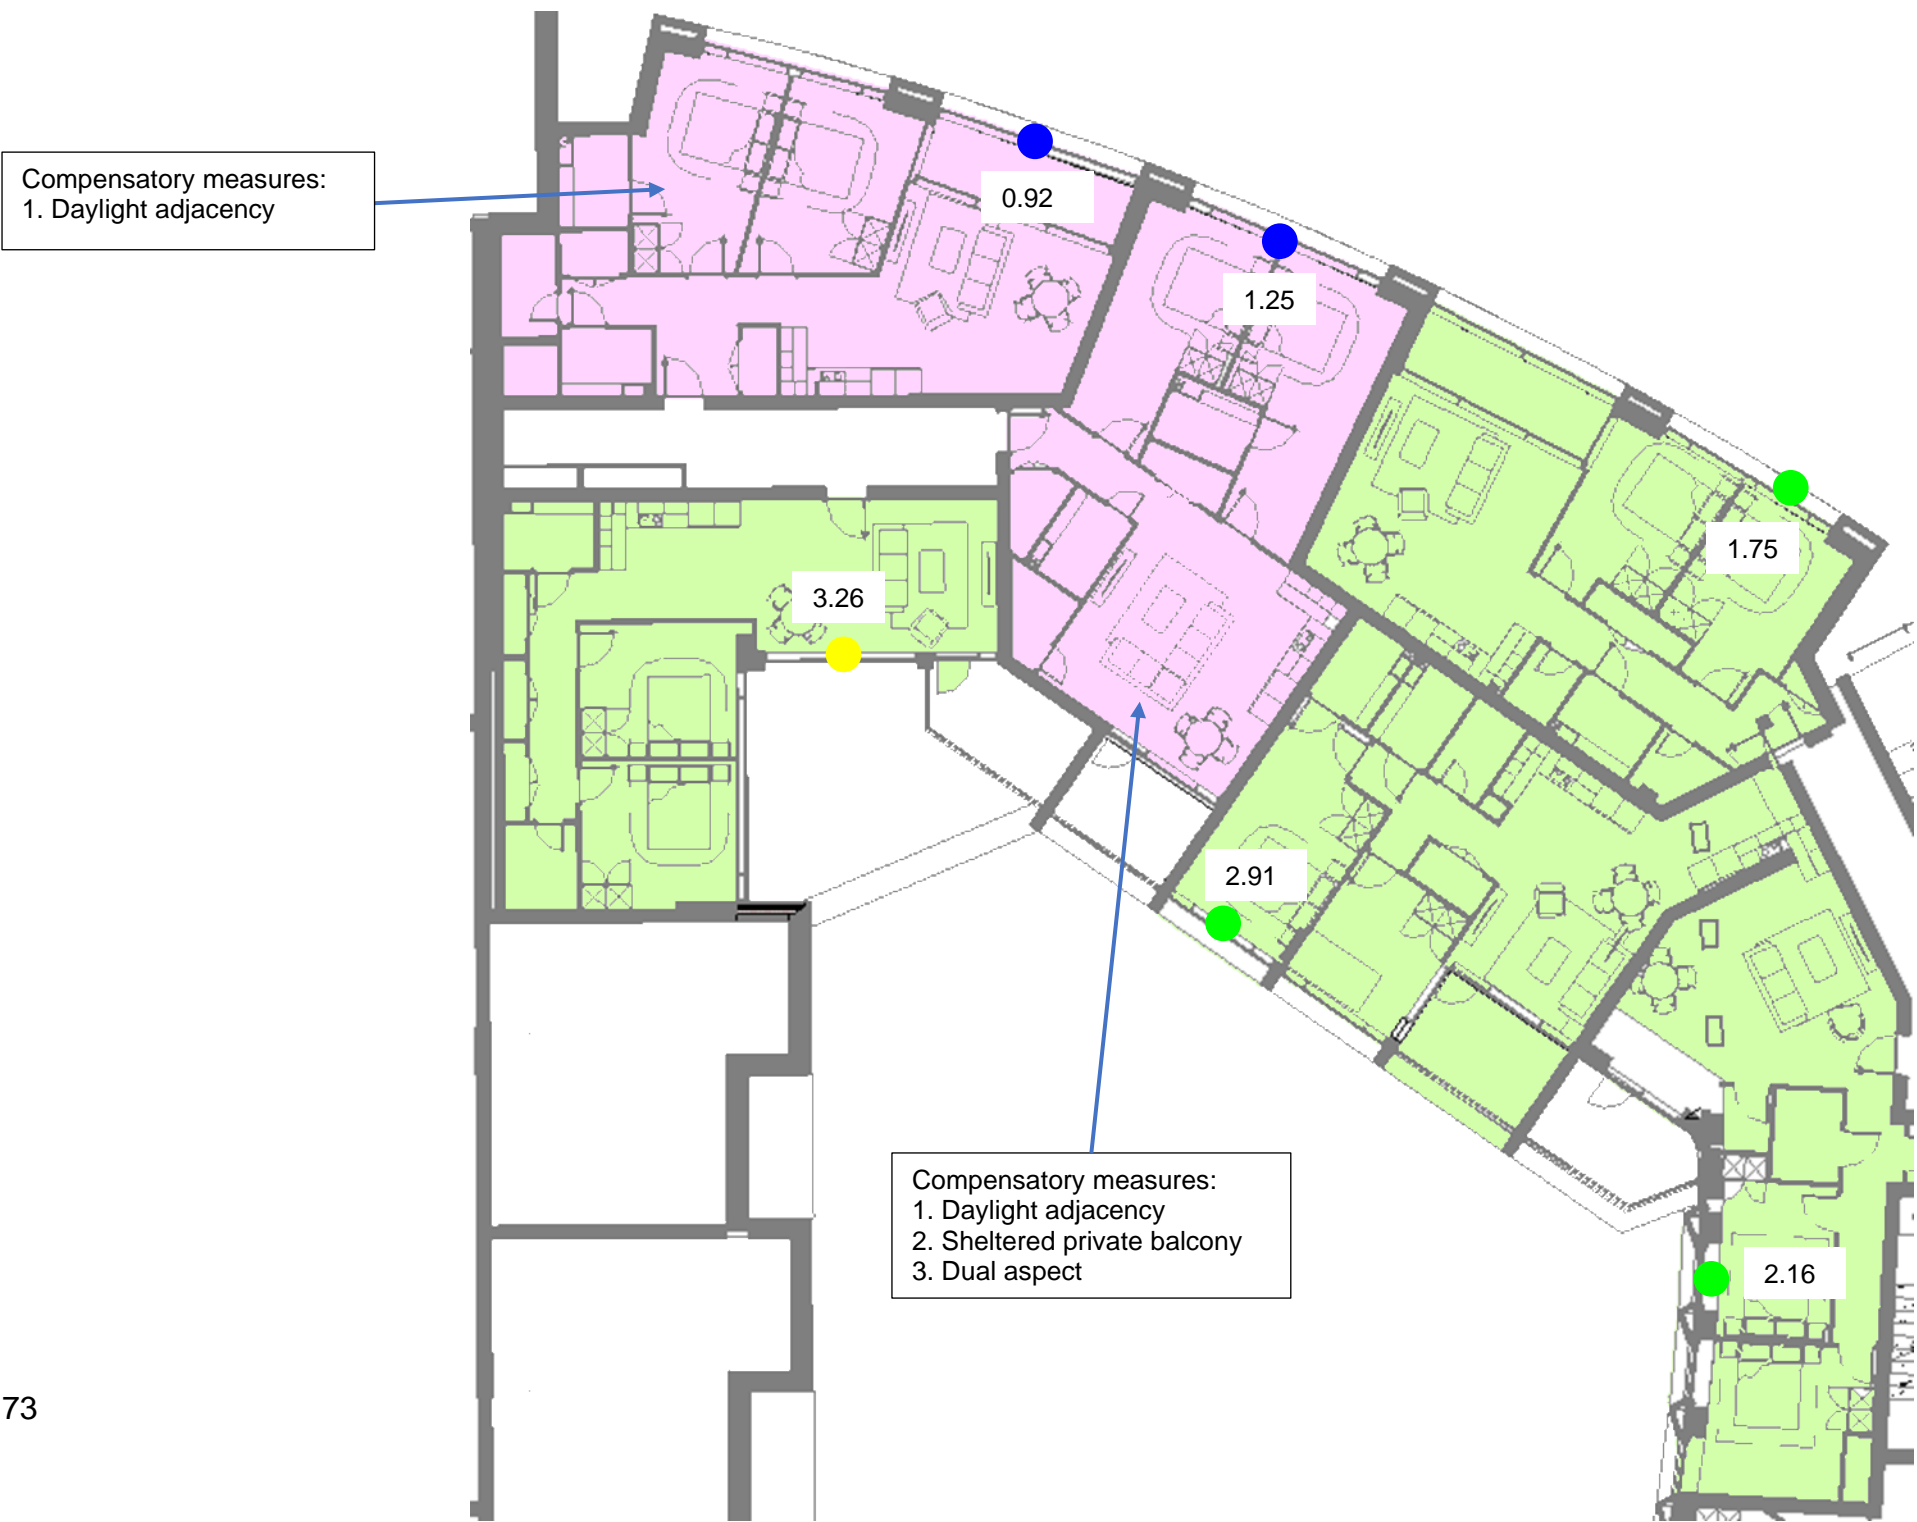 Compensatory measures:
1. Daylight adjacency
0.92
1.25
1.75
3.26
2.91
Compensatory measures:
1. Daylight adjacency
2. Sheltered private balcony
3. Dual aspect
2.16
73